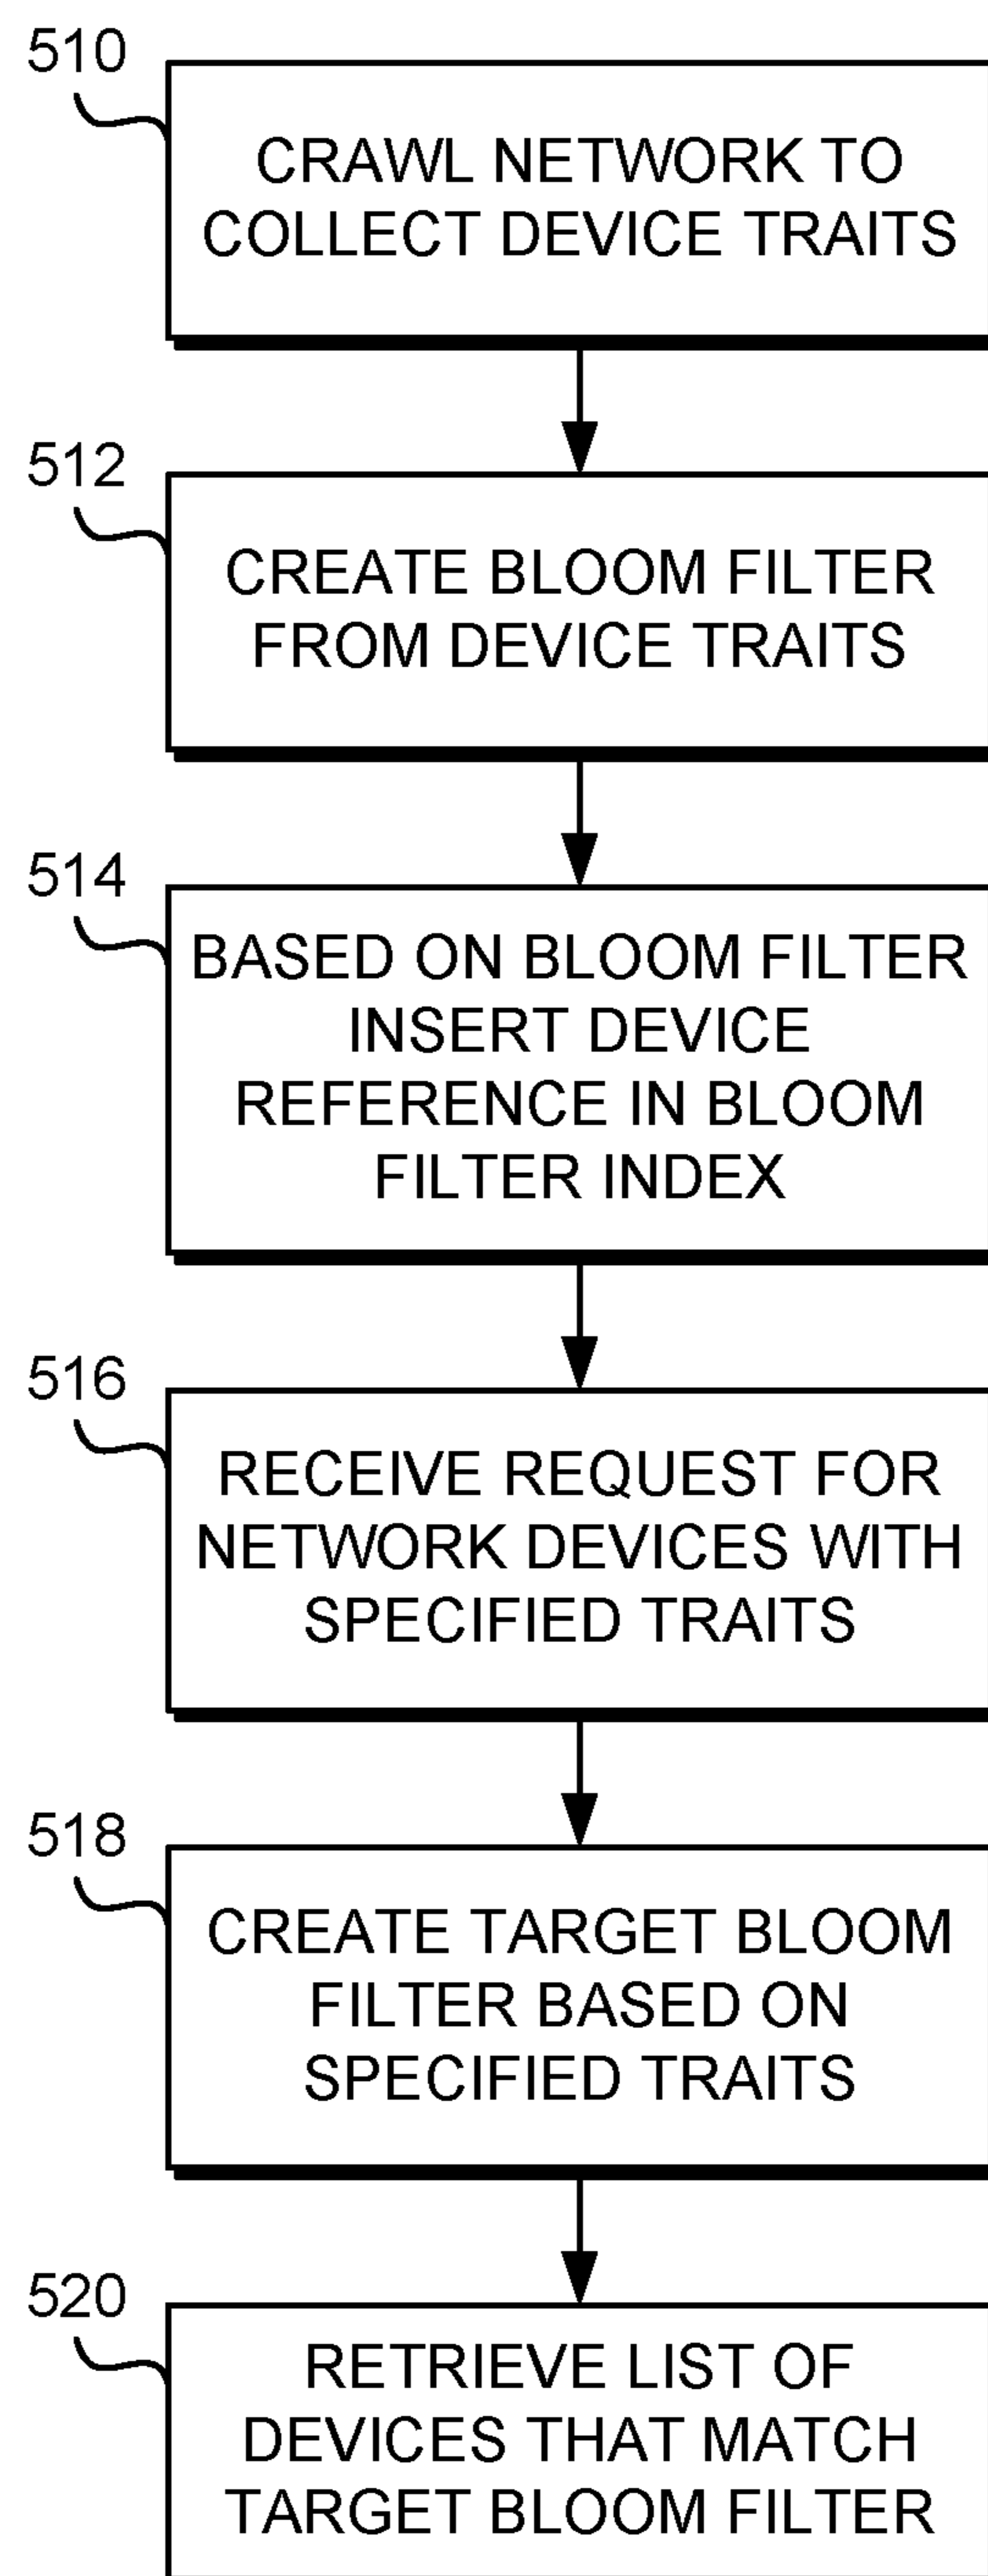 510
CRAWL NETWORK TO
COLLECT DEVICE TRAITS
512
CREATE BLOOM FILTER
FROM DEVICE TRAITS
514
BASED ON BLOOM FILTER
INSERT DEVICE
REFERENCE IN BLOOM
FILTER INDEX
516
RECEIVE REQUEST FOR
NETWORK DEVICES WITH
SPECIFIED TRAITS
518
CREATE TARGET BLOOM
FILTER BASED ON
SPECIFIED TRAITS
520
RETRIEVE LIST OF
DEVICES THAT MATCH
TARGET BLOOM FILTER